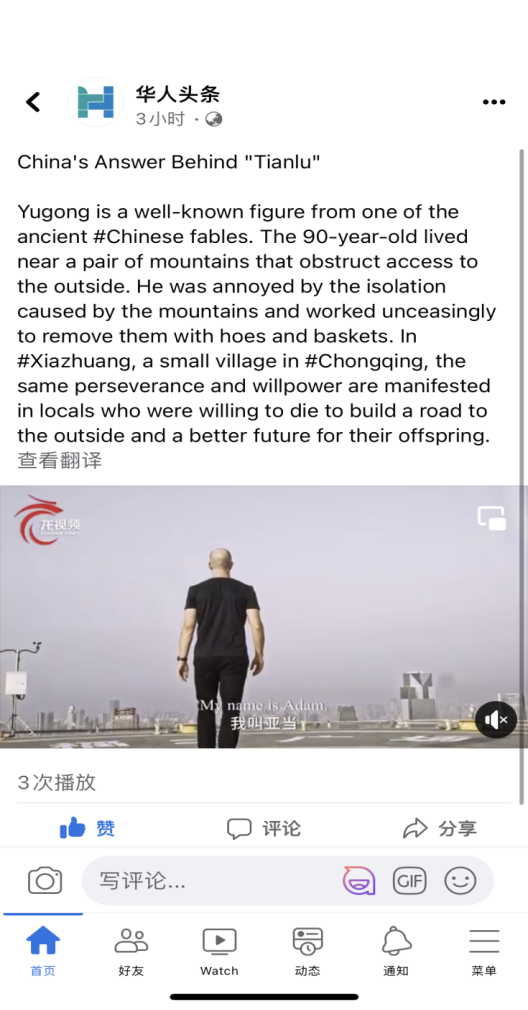 华人头条
3小时 ·
China's Answer Behind "Tianlu"
Yugong is a well-known figure from one of the
ancient #Chinese fables. The 90-year-old lived
near a pair of mountains that obstruct access to
the outside. He was annoyed by the isolation
caused by the mountains and worked unceasingly
to remove them with hoes and baskets. In
#Xiazhuang, a small village in #Chongqing, the
same perseverance and willpower are manifested
in locals who were willing to die to build a road to
the outside and a better future for their offspring.
查看翻译
龙视频
My name is Adam.
我叫亚当
3次播放
赞
评论
分享
写评论...
GIF
首页
好友
Watch
动态
通知
菜单